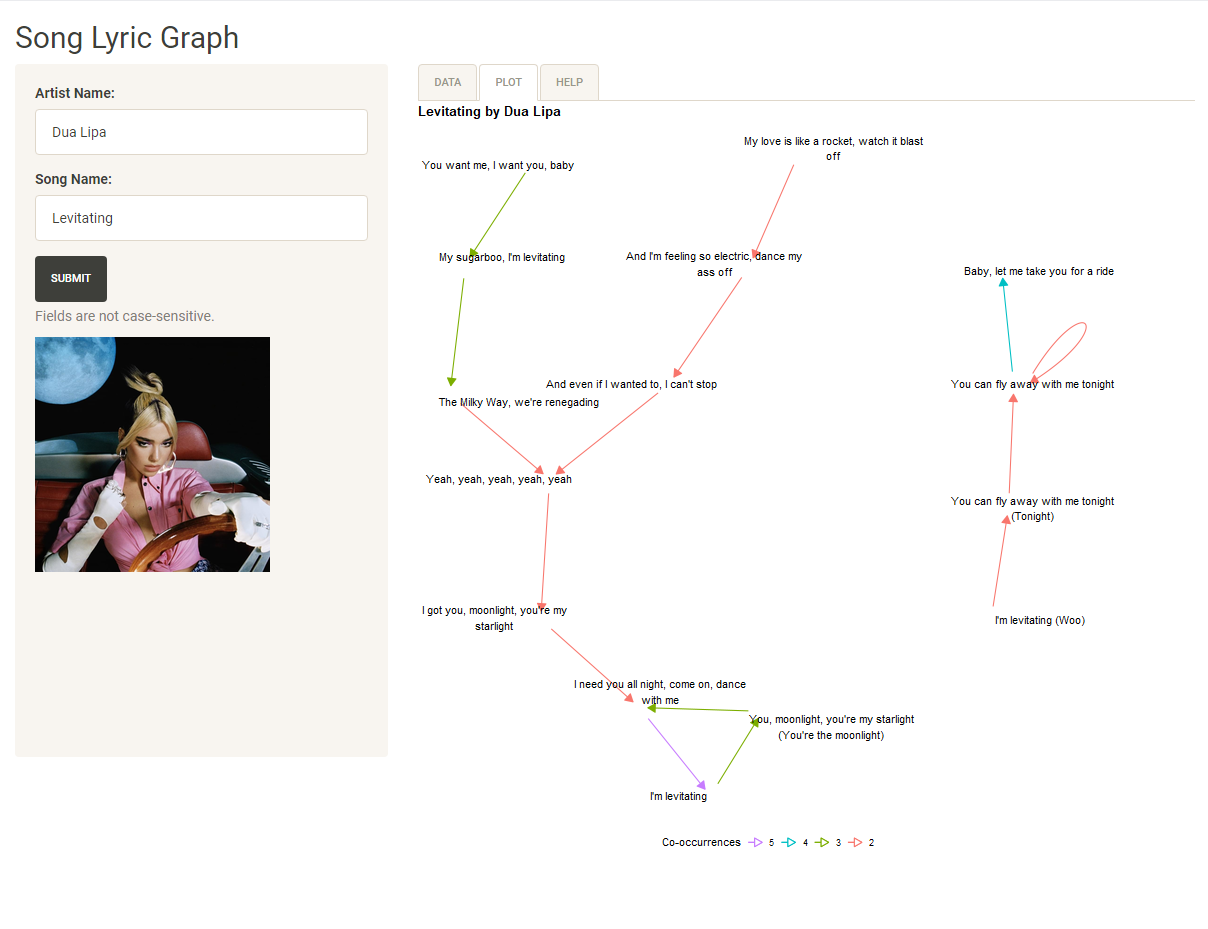 Song Lyric Graph
Artist Name:
Dua Lipa
Song Name:
Levitating
SUBMIT
Fields are not case-sensitive.
DATA
PLOT
HELP
Levitating by Dua Lipa
My love is like a rocket, watch it blast
off
You want me, I want you, baby
My sugarboo, I'm levitating
And I'm feeling so electric, dance my
ass off
Baby, let me take you for a ride
And even if I wanted to, I can't stop
You can fly away with me tonight
The Milky Way, we're renegading
Yeah, yeah, yeah, yeah, yeah
You can fly away with me tonight
(Tonight)
I got you, moonlight, you're my
starlight
I'm levitating (Woo)
I need you all night, come on, dance
with me
You, moonlight, you're my starlight
(You're the moonlight)
I'm levitating
Co-occurrences 5 4 3 2